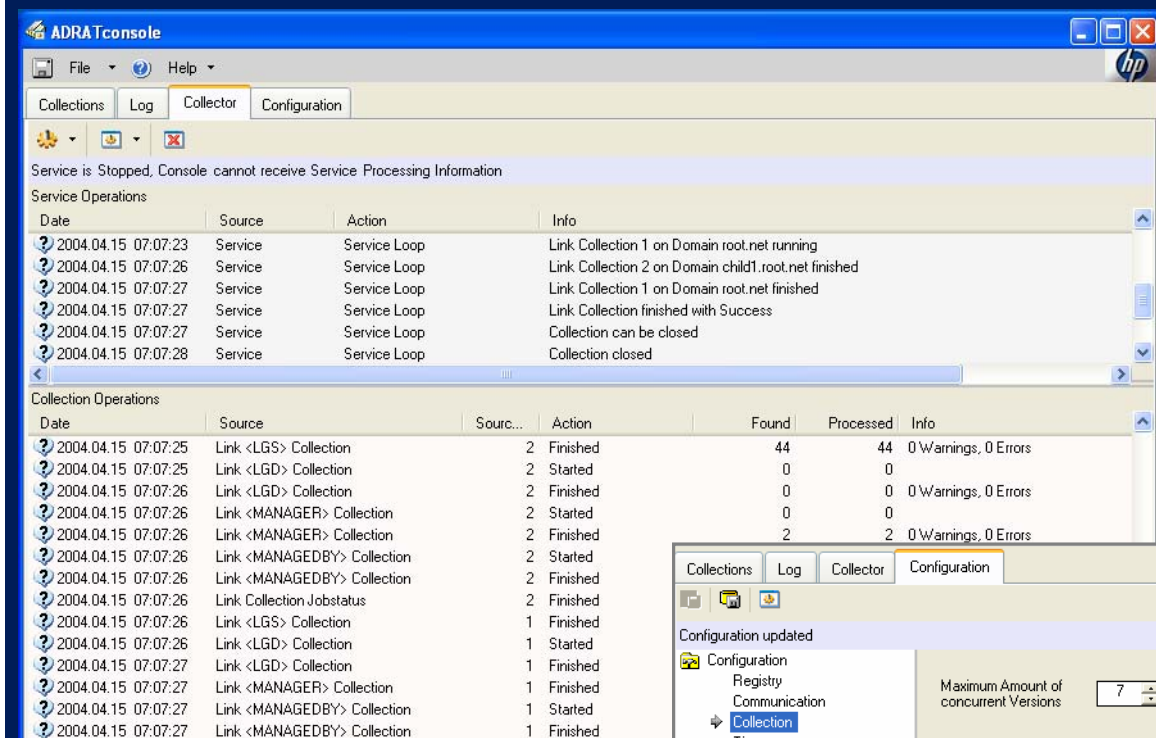 ADRATconsole
File Help
hp
Collections Log Collector Configuration
Service is Stopped, Console cannot receive Service Processing Information
Service Operations
Date Source Action Info
2004.04.15 07:07:23 Service Service Loop Link Collection 1 on Domain root.net running
2004.04.15 07:07:26 Service Service Loop Link Collection 2 on Domain child1.root.net finished
2004.04.15 07:07:27 Service Service Loop Link Collection 1 on Domain root.net finished
2004.04.15 07:07:27 Service Service Loop Link Collection finished with Success
2004.04.15 07:07:27 Service Service Loop Collection can be closed
2004.04.15 07:07:28 Service Service Loop Collection closed
Collection Operations
Date Source Sourc... Action Found Processed Info
2004.04.15 07:07:25 Link <LGS> Collection 2 Finished 44 44 0 Warnings, 0 Errors
2004.04.15 07:07:25 Link <LGD> Collection 2 Started 0 0
2004.04.15 07:07:26 Link <LGD> Collection 2 Finished 0 0 0 Warnings, 0 Errors
2004.04.15 07:07:26 Link <MANAGER> Collection 2 Started 0 0
2004.04.15 07:07:26 Link <MANAGER> Collection 2 Finished 2 2 0 Warnings, 0 Errors
2004.04.15 07:07:26 Link <MANAGEDBY> Collection 2 Started
2004.04.15 07:07:26 Link <MANAGEDBY> Collection 2 Finished
2004.04.15 07:07:26 Link Collection Jobstatus 2 Finished
2004.04.15 07:07:26 Link <LGS> Collection 1 Finished
2004.04.15 07:07:26 Link <LGD> Collection 1 Started
2004.04.15 07:07:27 Link <LGD> Collection 1 Finished
2004.04.15 07:07:27 Link <MANAGER> Collection 1 Finished
2004.04.15 07:07:27 Link <MANAGEDBY> Collection 1 Started
2004.04.15 07:07:27 Link <MANAGEDBY> Collection 1 Finished
Collections Log Collector Configuration
Configuration updated
Configuration
Registry
Communication
Collection
Maximum Amount of
concurrent Versions 7